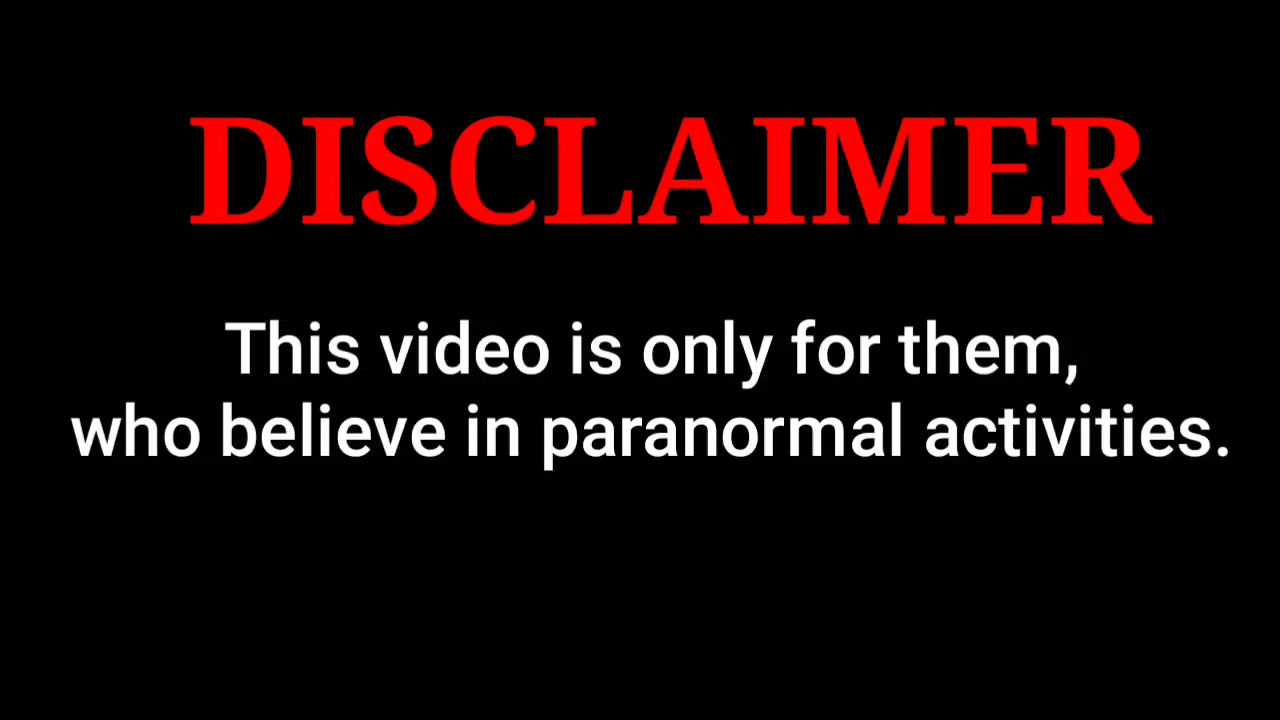 DISCLAIMER
This video is only for them,
who believe in paranormal activities.